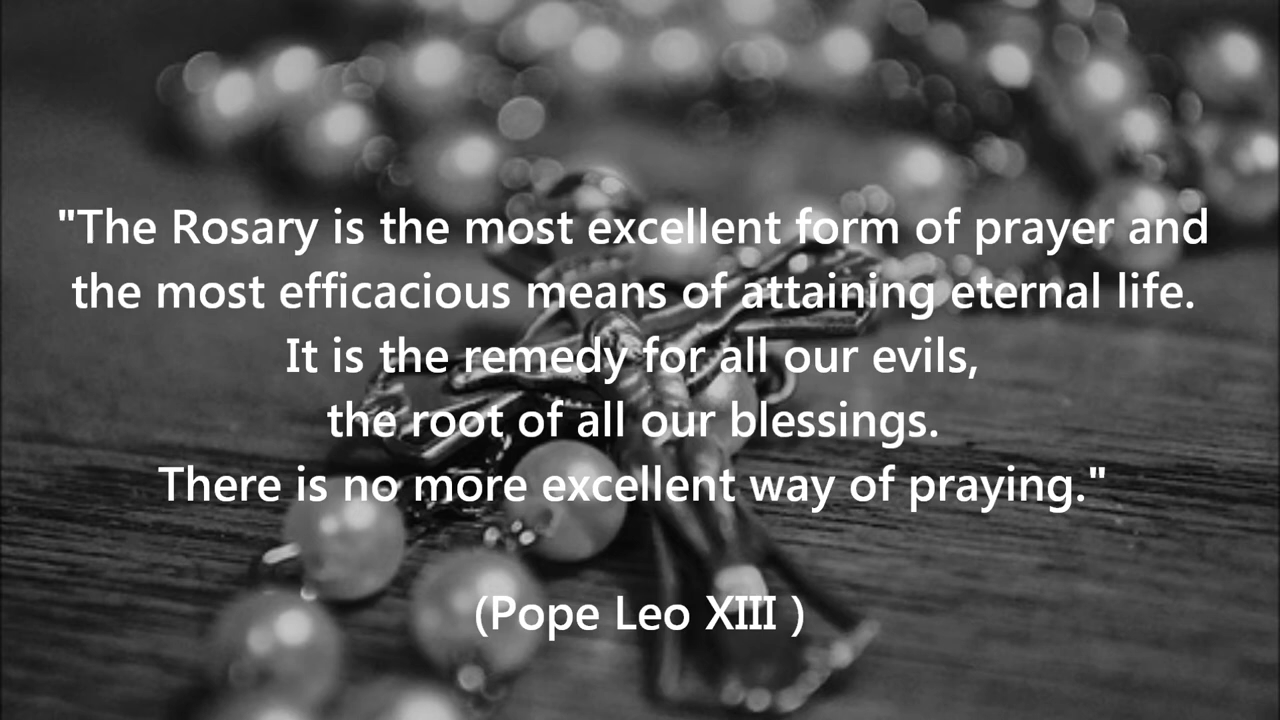 "The Rosary is the most excellent form of prayer and
the most efficacious means of attaining eternal life.
It is the remedy for all our evils,
the root of all our blessings.
There is no more excellent way of praying."
(Pope Leo XIII )